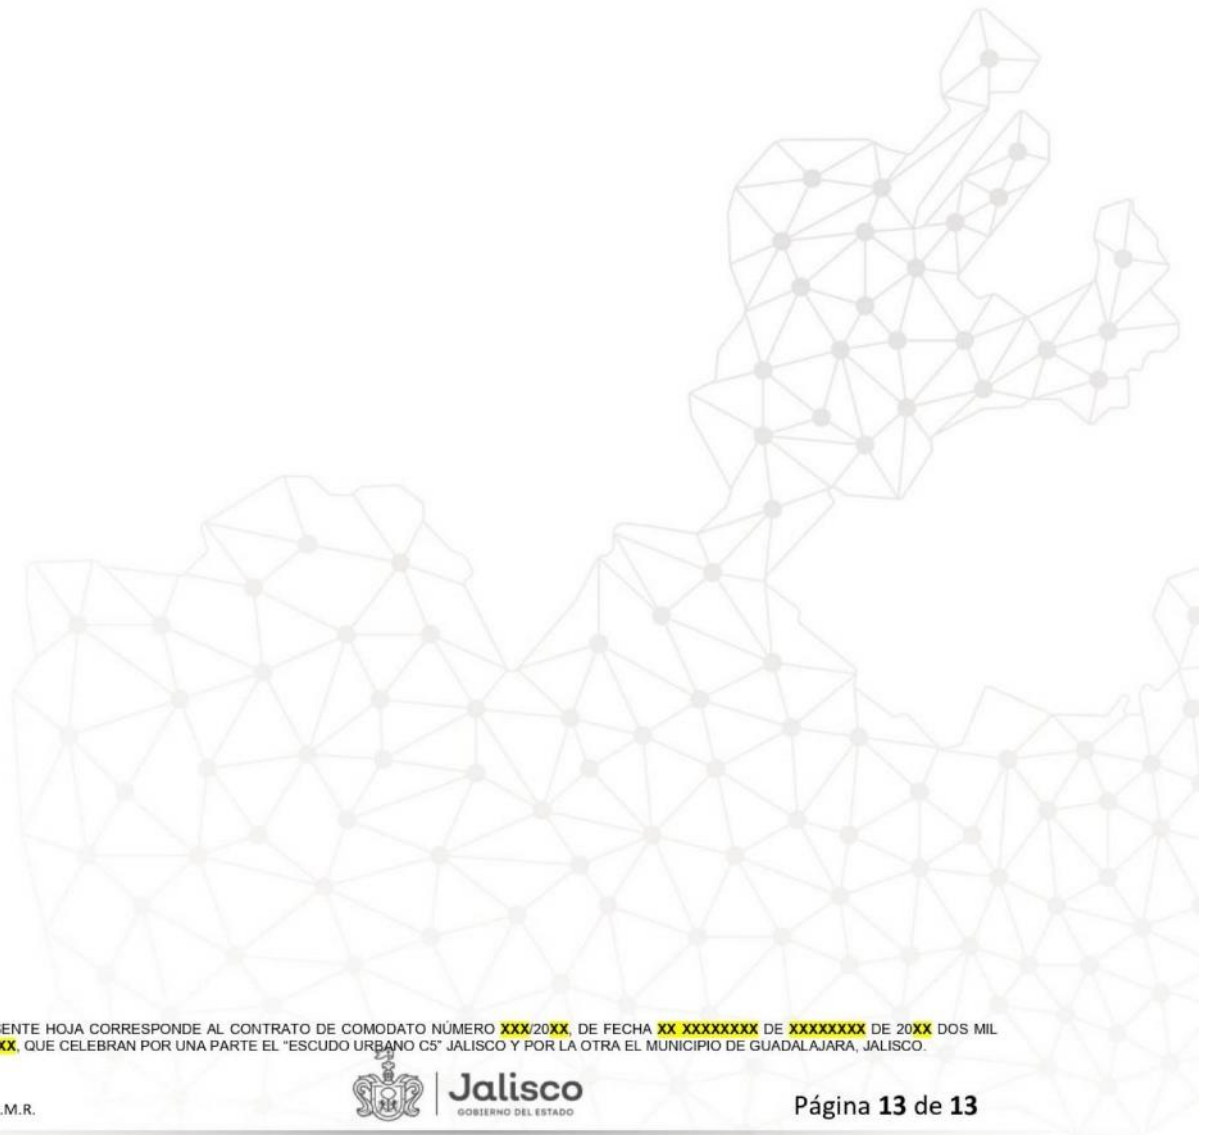 SENTE HOJA CORRESPONDE AL CONTRATO DE COMODATO NÚMERO XXX/20XX, DE FECHA XX XXXXXXXX DE XXXXXXXX DE 20XX DOS MIL
XX, QUE CELEBRAN POR UNA PARTE EL "ESCUDO URBANO C5" JALISCO Y POR LA OTRA EL MUNICIPIO DE GUADALAJARA, JALISCO.
.M.R.
Jalisco
GOBIERNO DEL ESTADO
Página 13 de 13